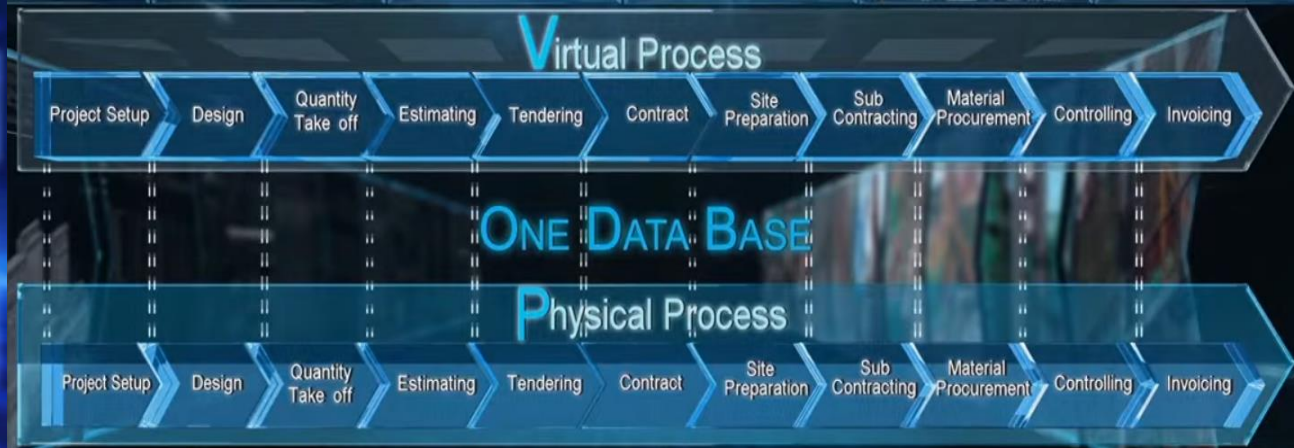 Virtual Process
Project Setup
Design
Quantity
Take off
Estimating
Tendering
Contract
Site
Preparation
Sub
Contracting
Material
Procurement
Controlling
Invoicing
ONE DATA BASE
Physical Process
Project Setup
Design
Quantity
Take off
Estimating
Tendering
Contract
Site
Preparation
Sub
Contracting
Material
Procurement
Controlling
Invoicing